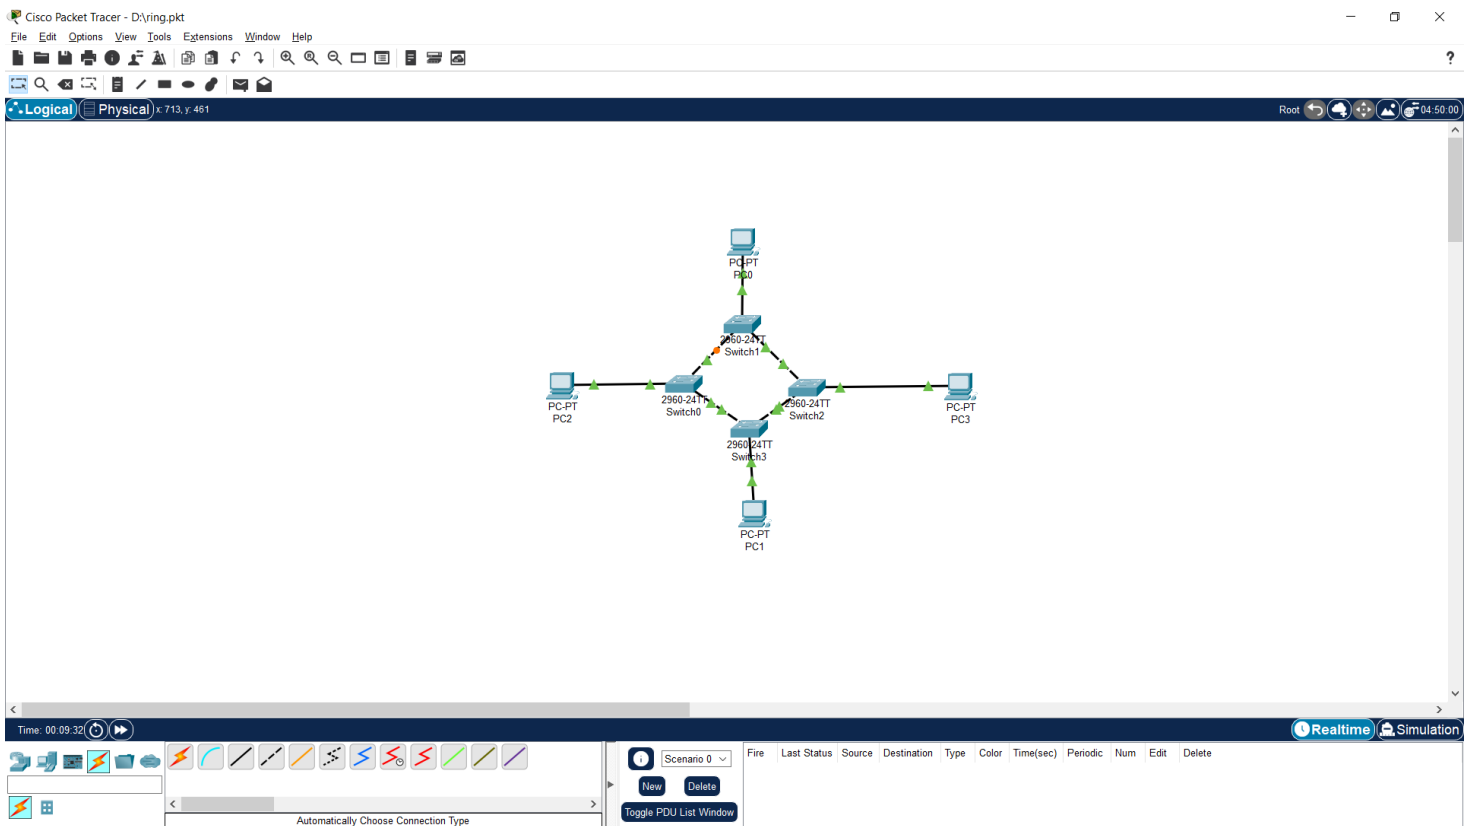 Cisco Packet Tracer - D:\ring.pkt
File Edit Options View Tools Extensions Window Help
?
Logical Physical x: 713, y: 461 Root 04:50:00
PC-PT
PC0
2960-24TT
Switch1
PC-PT
PC2
2960-24TT
Switch0
2960-24TT
Switch2
PC-PT
PC3
2960-24TT
Switch3
PC-PT
PC1
Time: 00:09:32 Realtime Simulation
Scenario 0
New Delete
Toggle PDU List Window
Fire Last Status Source Destination Type Color Time(sec) Periodic Num Edit Delete
Automatically Choose Connection Type